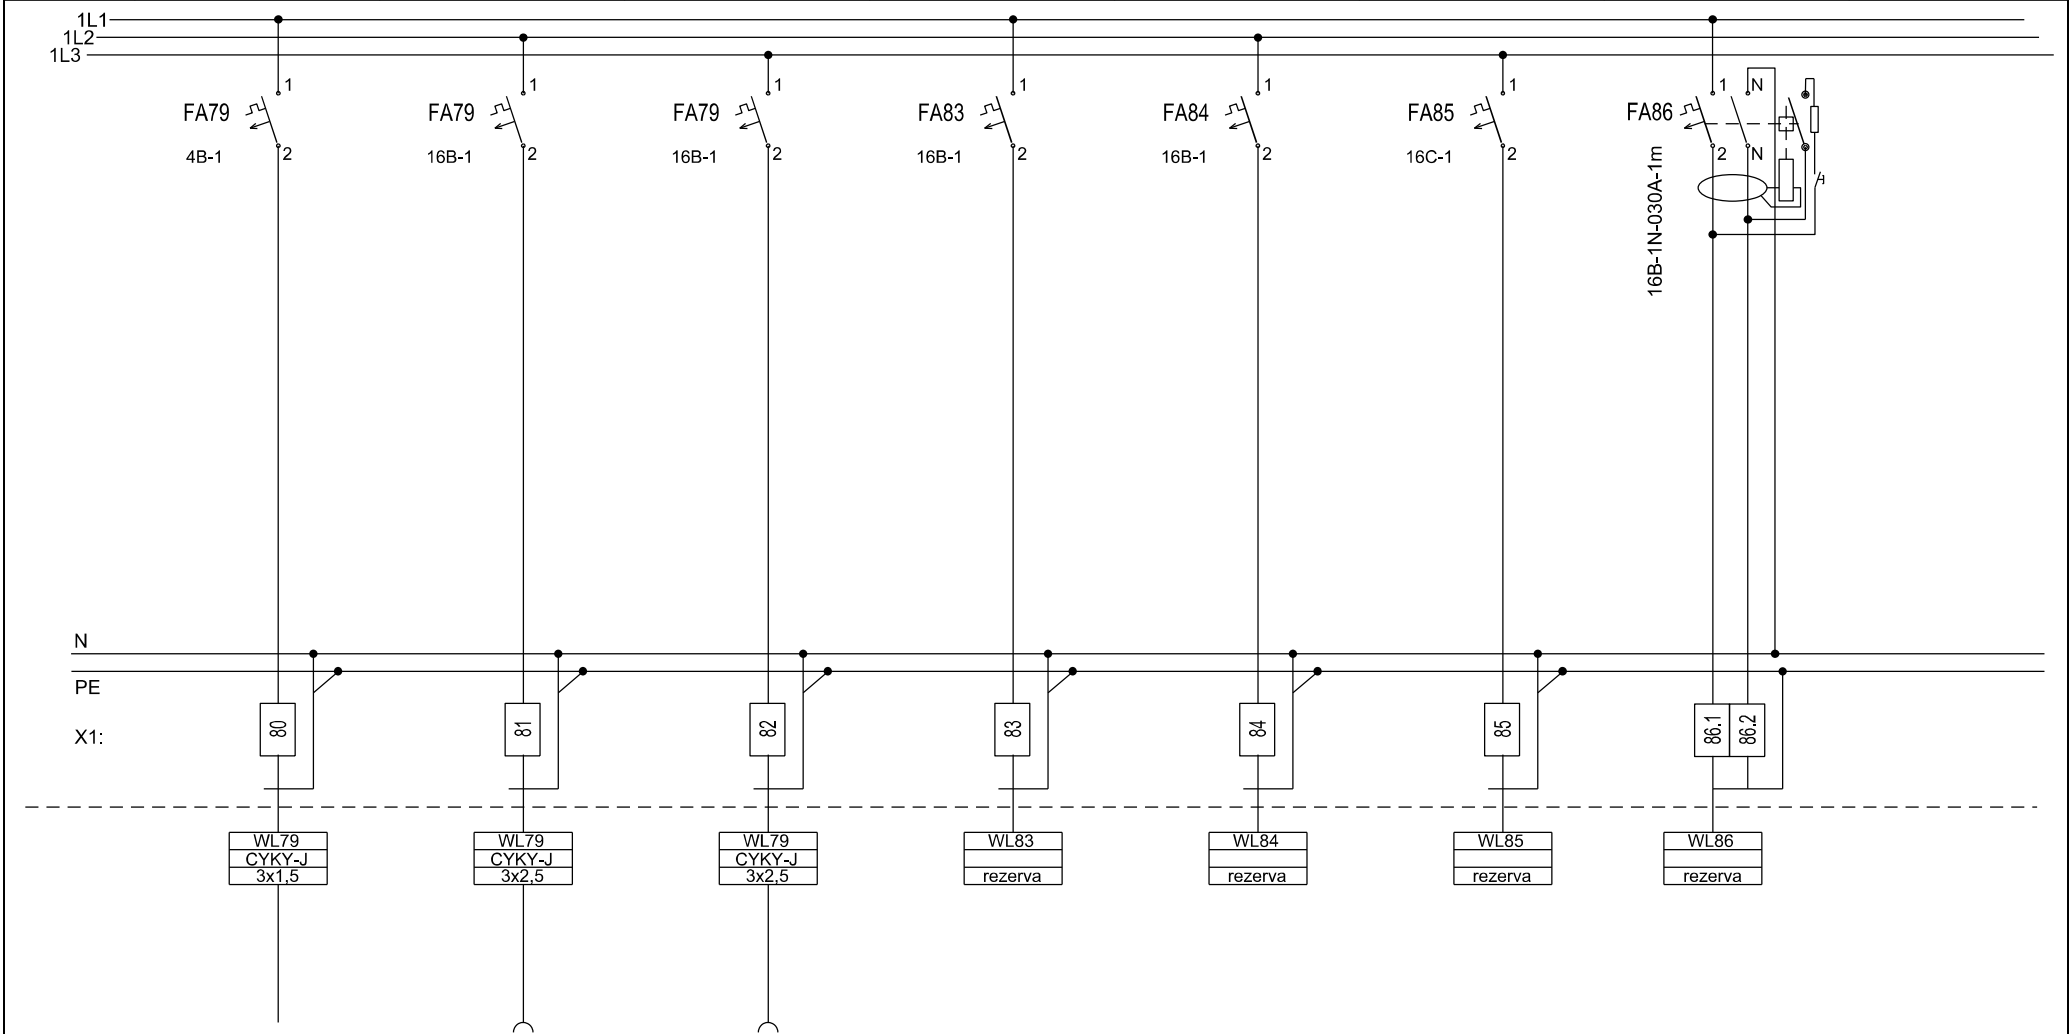 1L1
1L2
1L3
1 1 1 1 1 1 1 N
FA79 FA79 FA79 FA83 FA84 FA85 FA86
2 2 2 2 2 2 2 N
4B-1 16B-1 16B-1 16B-1 16B-1 16C-1
16B-1N-030A-1m
N
PE
X1:
80 81 82 83 84 85 86.1 86.2
WL79 WL79 WL79 WL83 WL84 WL85 WL86
CYKY-J CYKY-J CYKY-J
3x1,5 3x2,5 3x2,5 rezerva rezerva rezerva rezerva